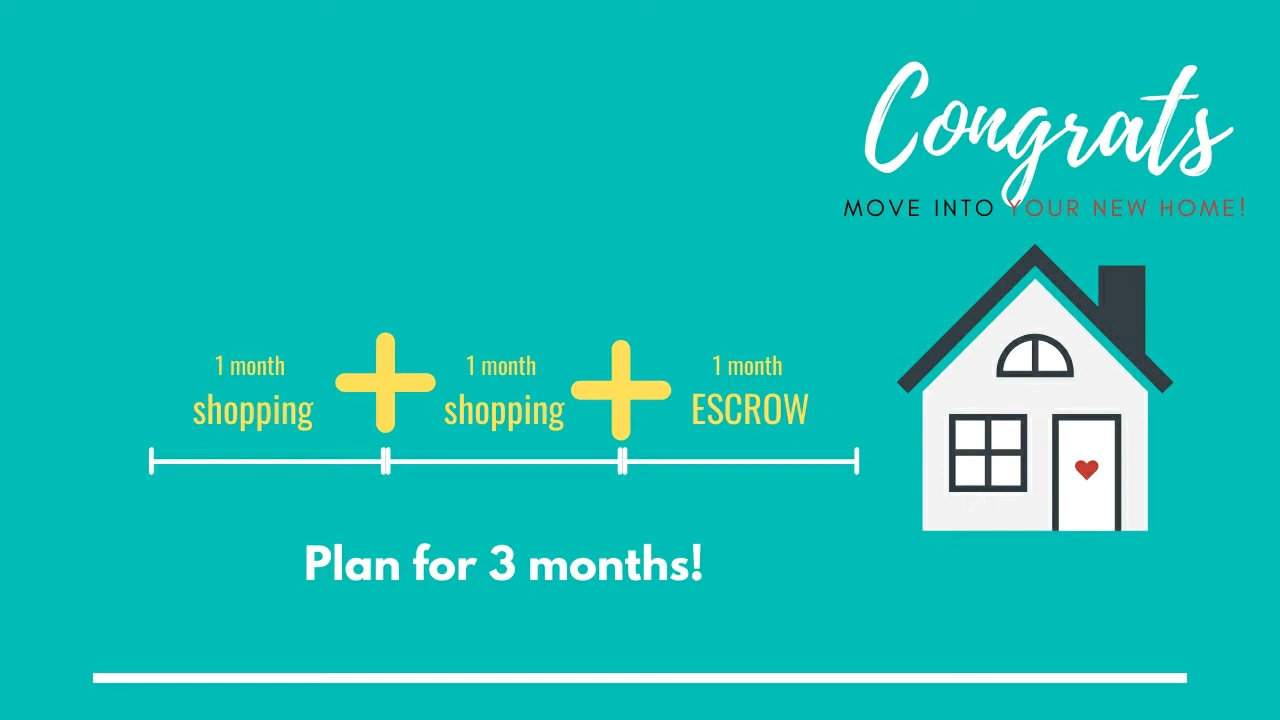 Congrats
MOVE INTO YOUR NEW HOME!
1 month
shopping
1 month
shopping
1 month
ESCROW
Plan for 3 months!